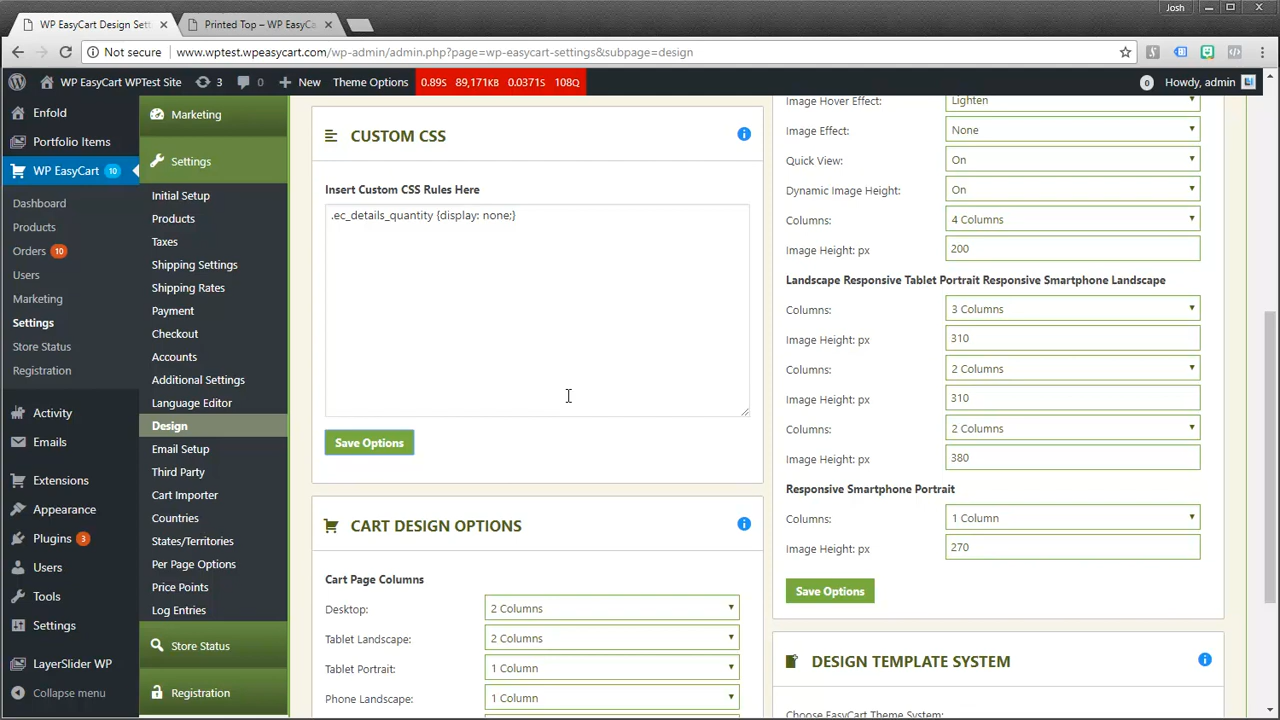 WP EasyCart Design Sett
Printed Top – WP EasyCa
Josh
Not secure
www.wptest.wpeasycart.com/wp-admin/admin.php?page=wp-easycart-settings&subpage=design
WP EasyCart WPTest Site
3
0
New
Theme Options
0.89S
89,171KB
0.0371S
108Q
0
Howdy, admin
Enfold
Portfolio Items
WP EasyCart 10
Dashboard
Products
Orders 10
Users
Marketing
Settings
Store Status
Registration
Activity
Emails
Extensions
Appearance
Plugins 3
Users
Tools
Settings
LayerSlider WP
Collapse menu
Marketing
Settings
Initial Setup
Products
Taxes
Shipping Settings
Shipping Rates
Payment
Checkout
Accounts
Additional Settings
Language Editor
Design
Email Setup
Third Party
Cart Importer
Countries
States/Territories
Per Page Options
Price Points
Log Entries
Store Status
Registration
CUSTOM CSS
Insert Custom CSS Rules Here
.ec_details_quantity {display: none;}
Save Options
CART DESIGN OPTIONS
Cart Page Columns
Desktop: 2 Columns
Tablet Landscape: 2 Columns
Tablet Portrait: 1 Column
Phone Landscape: 1 Column
Image Hover Effect: Lighten
Image Effect: None
Quick View: On
Dynamic Image Height: On
Columns: 4 Columns
Image Height: px 200
Landscape Responsive Tablet Portrait Responsive Smartphone Landscape
Columns: 3 Columns
Image Height: px 310
Columns: 2 Columns
Image Height: px 310
Columns: 2 Columns
Image Height: px 380
Responsive Smartphone Portrait
Columns: 1 Column
Image Height: px 270
Save Options
DESIGN TEMPLATE SYSTEM
Choose EasyCart Theme System: